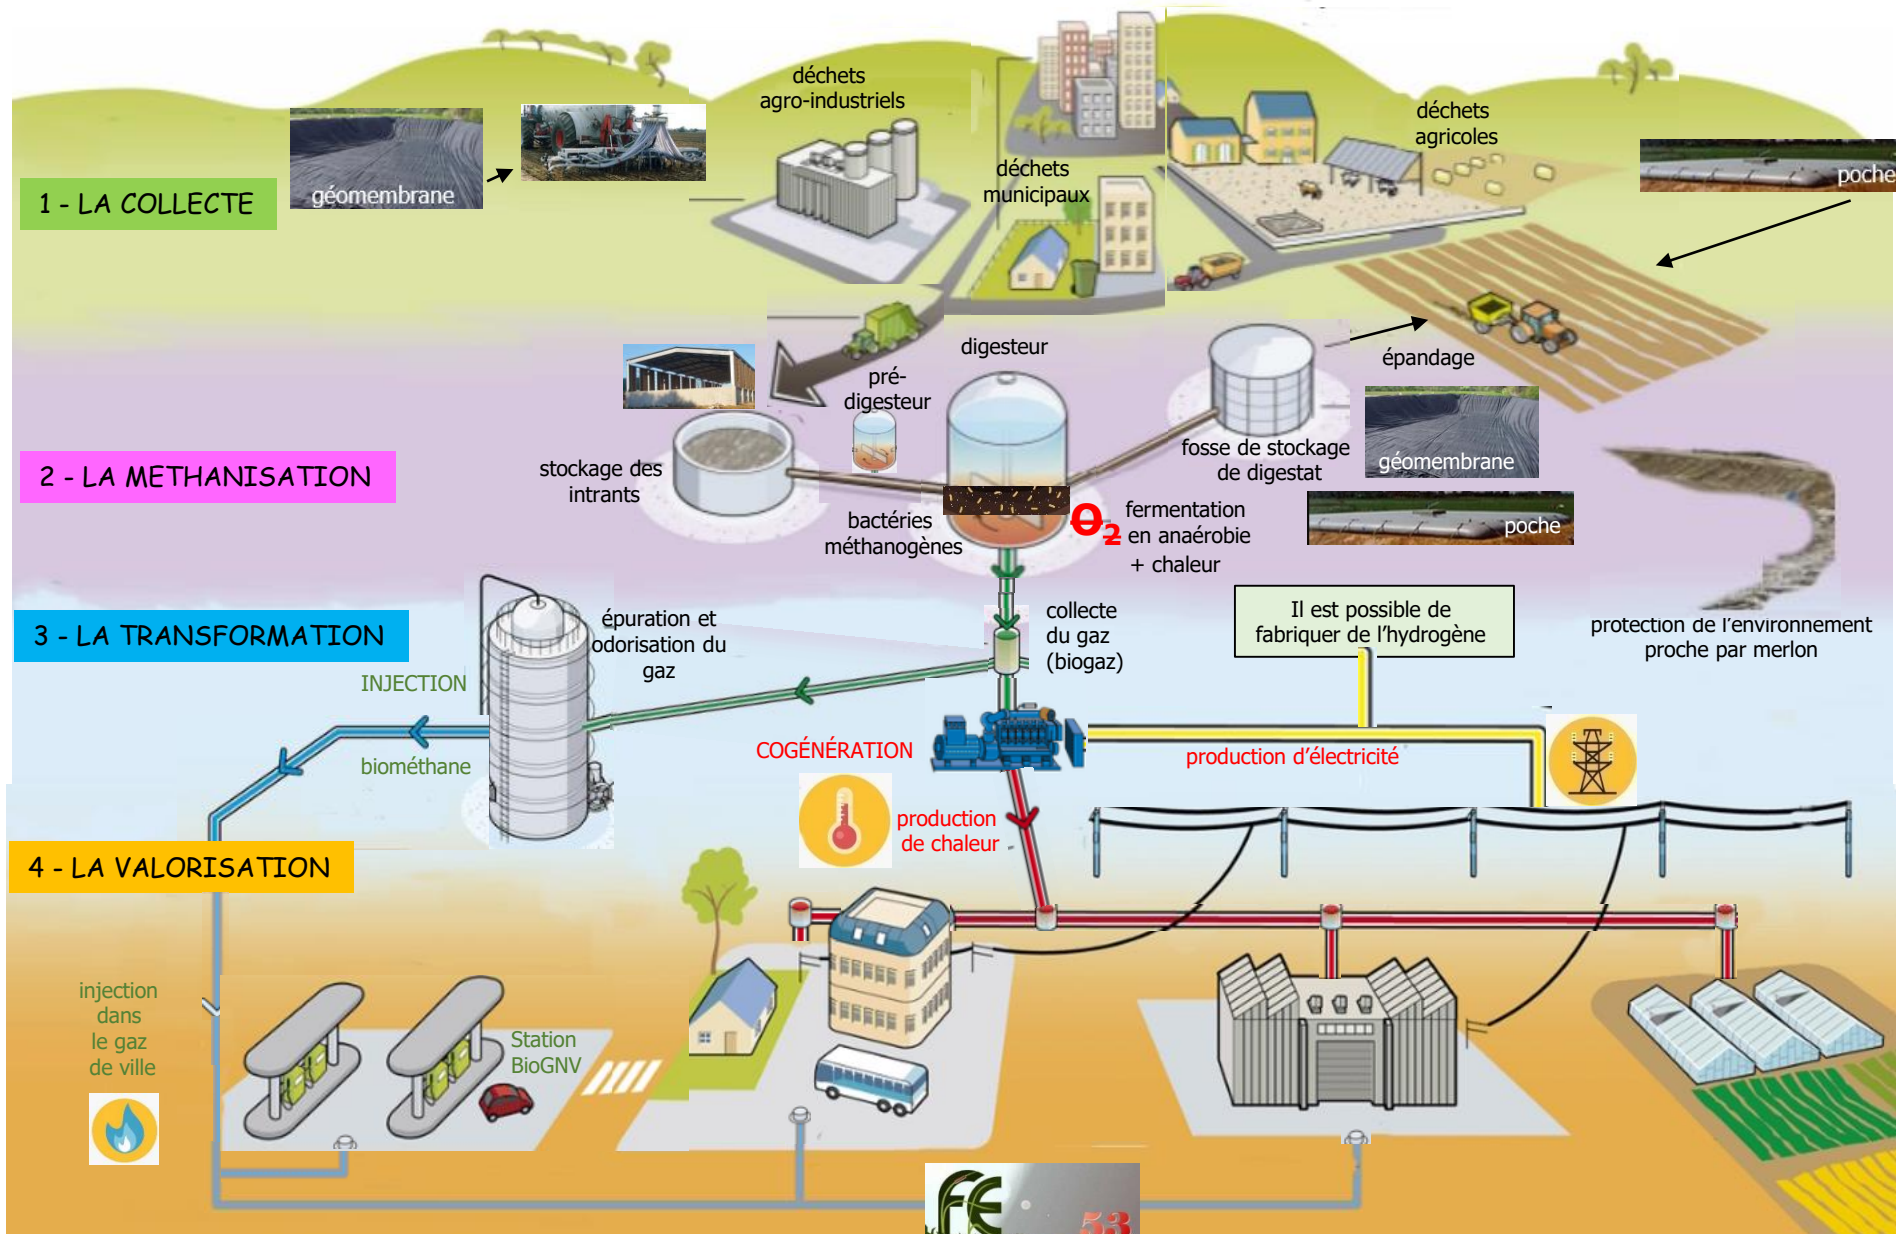 déchets
agro-industriels
déchets
agricoles
géomembrane
poche
déchets
municipaux
1 - LA COLLECTE
digesteur
épandage
pré-
digesteur
fosse de stockage
de digestat
géomembrane
stockage des
intrants
2 - LA METHANISATION
bactéries
méthanogènes
O2
fermentation
en anaérobie
+ chaleur
poche
3 - LA TRANSFORMATION
épuration et
odorisation du
gaz
collecte
du gaz
(biogaz)
Il est possible de
fabriquer de l'hydrogène
protection de l'environnement
proche par merlon
INJECTION
biométhane
COGÉNÉRATION
production d'électricité
production
de chaleur
4 - LA VALORISATION
injection
dans
le gaz
de ville
Station
BioGNV
FE
53